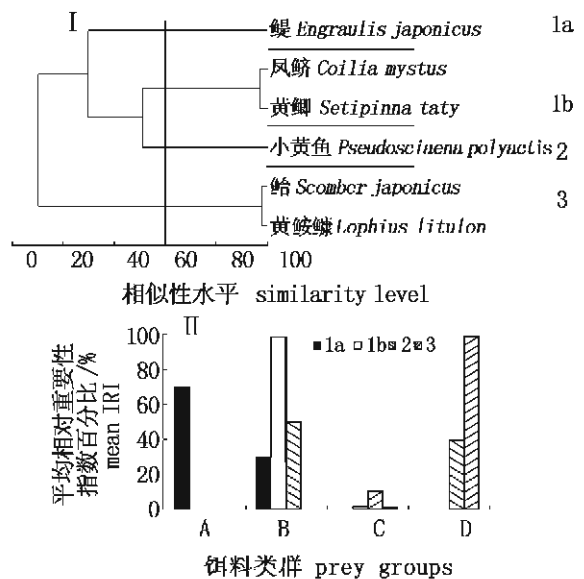 I
鳀 Engraulis japonicus 1a
凤鲚 Coilia mystus
黄鲫 Setipinna taty 1b
小黄鱼 Pseudosciaena polyactis 2
鲐 Scomber japonicus 3
黄鮟鱇 Lophius litulon
0 20 40 60 80 100
相似性水平 similarity level
II
1a 1b 2 3
平均相对重要性
指数百分比/%
mean IRI
100
80
60
40
20
0
A B C D
饵料类群 prey groups